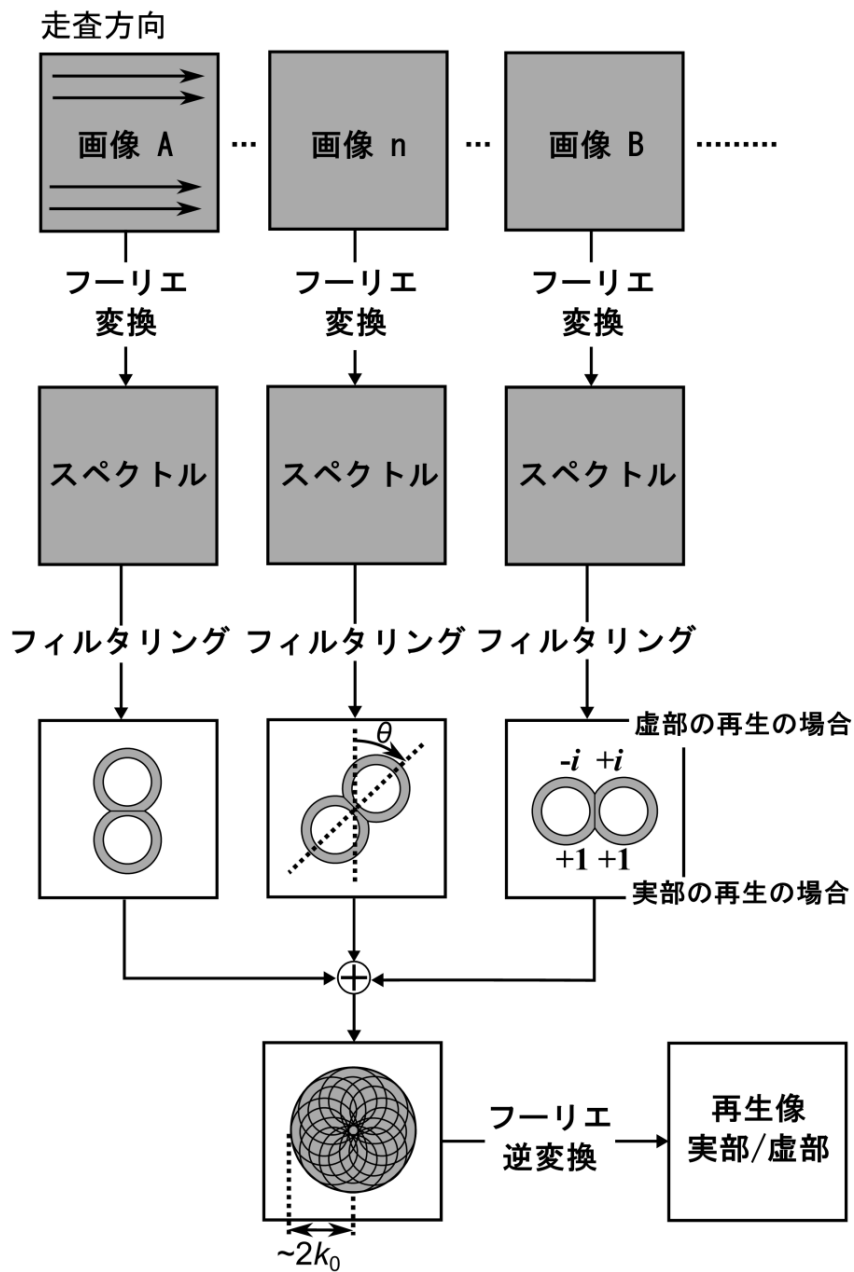 走査方向
画像 A
…
画像 n
…
画像 B
………
フーリエ
変換
フーリエ
変換
フーリエ
変換
スペクトル
スペクトル
スペクトル
フィルタリング
フィルタリング
フィルタリング
虚部の再生の場合
θ
-i +i
+1 +1
実部の再生の場合
フーリエ
逆変換
再生像
実部/虚部
~2k₀